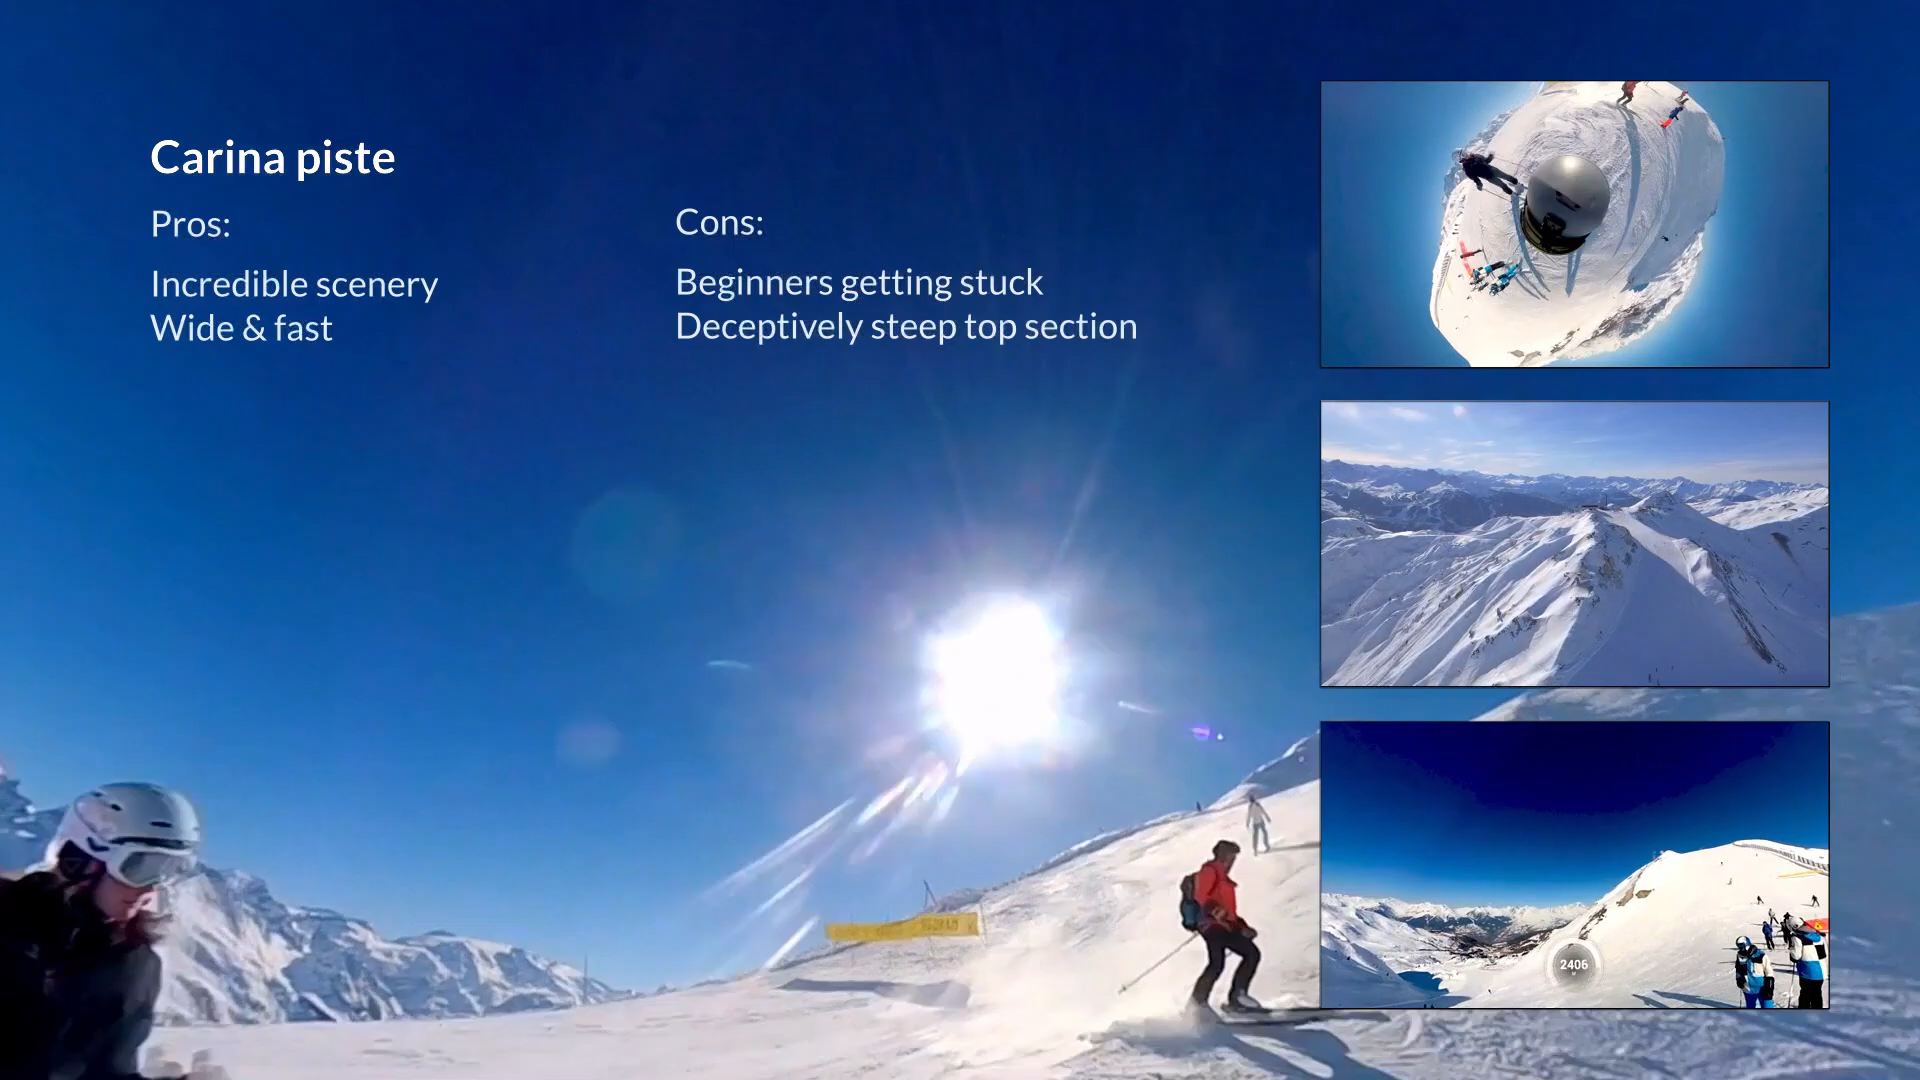 Carina piste
Pros:
Incredible scenery
Wide & fast
Cons:
Beginners getting stuck
Deceptively steep top section
2406